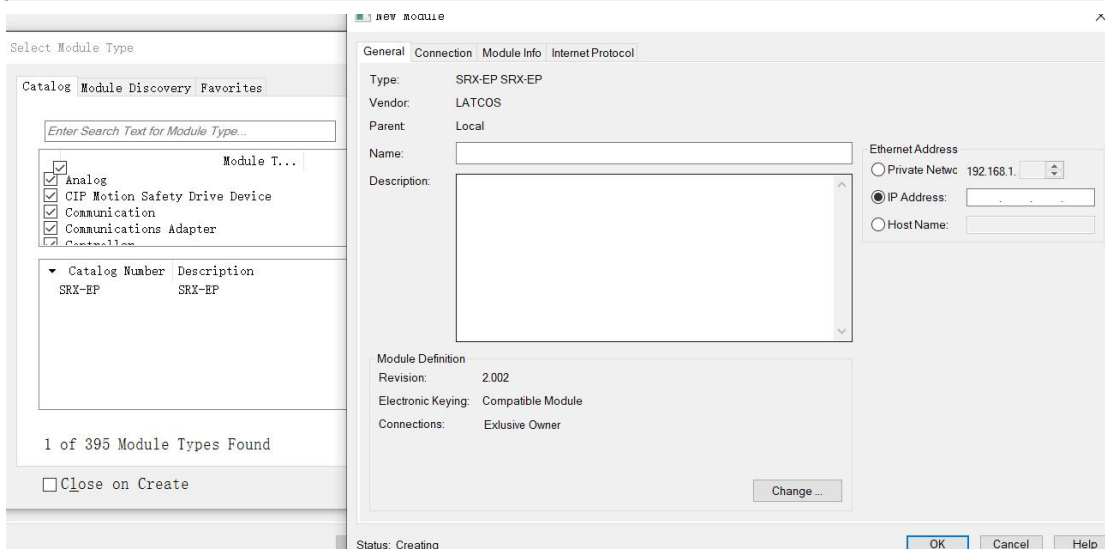 New Module
Select Module Type
Catalog Module Discovery Favorites
Enter Search Text for Module Type...
Module T...
Analog
CIP Motion Safety Drive Device
Communication
Communications Adapter
Controller
Catalog Number Description
SRX-EP SRX-EP
1 of 395 Module Types Found
Close on Create
General Connection Module Info Internet Protocol
Type: SRX-EP SRX-EP
Vendor: LATCOS
Parent: Local
Name:
Description:
Ethernet Address
Private Netwc 192.168.1.
IP Address: . . .
Host Name:
Module Definition
Revision: 2.002
Electronic Keying: Compatible Module
Connections: Exlusive Owner
Change ...
Status: Creating
OK Cancel Help